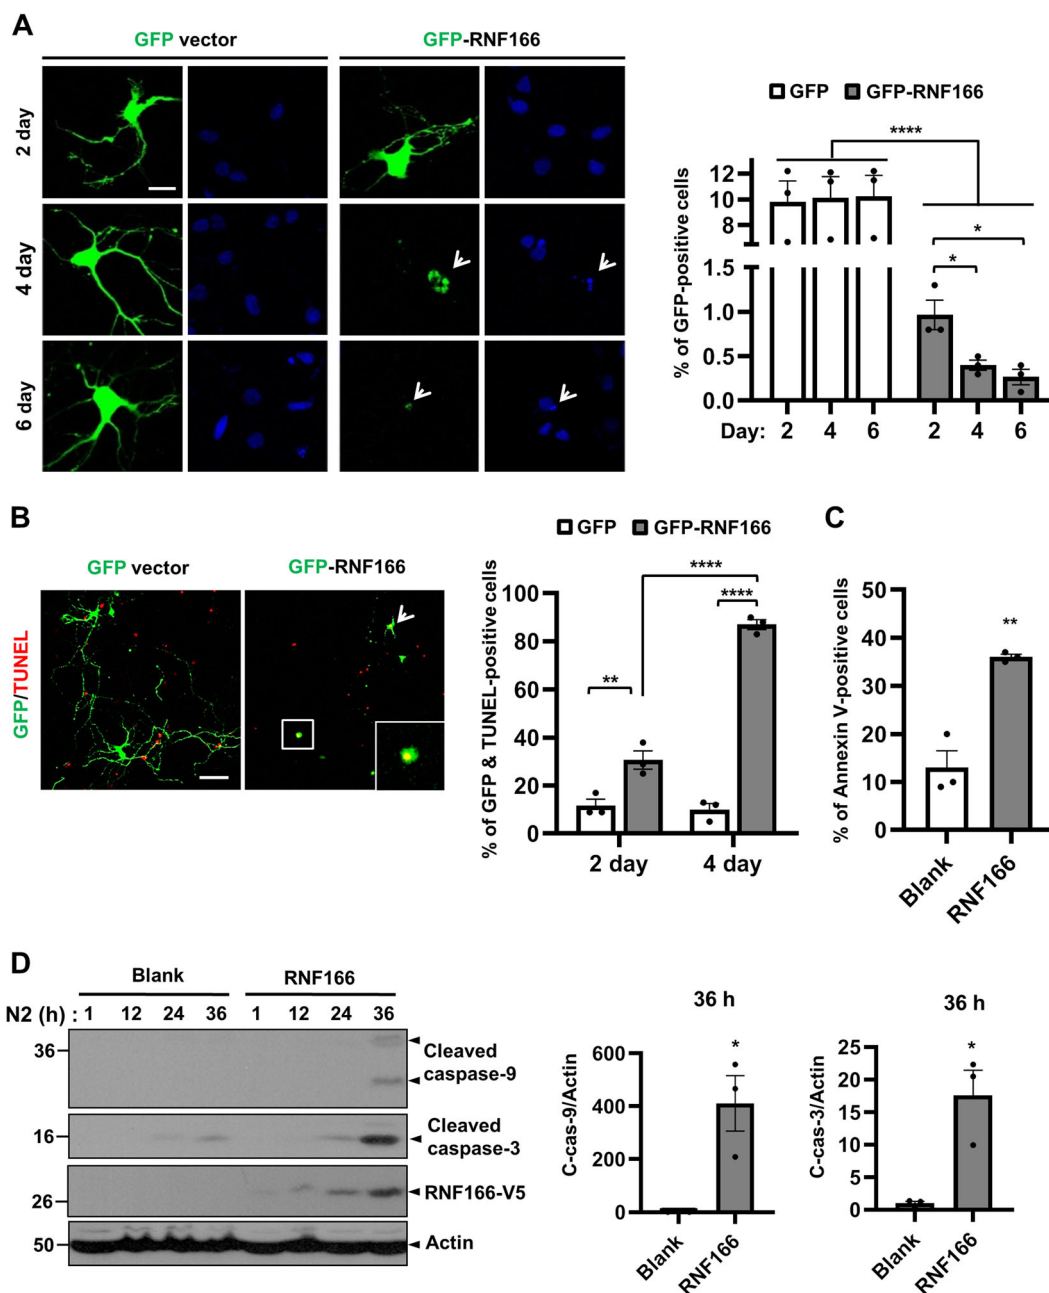 A
GFP vector
GFP-RNF166
2 day
4 day
6 day
GFP GFP-RNF166
****
*
*
% of GFP-positive cells
12
10
8
1.5
1.0
0.5
0.0
Day: 2 4 6 2 4 6
B
GFP vector
GFP-RNF166
GFP/TUNEL
GFP GFP-RNF166
****
****
**
% of GFP & TUNEL-positive cells
100
80
60
40
20
0
2 day 4 day
C
% of Annexin V-positive cells
50
40
30
20
10
0
**
Blank
RNF166
D
Blank RNF166
N2 (h) : 1 12 24 36 1 12 24 36
36
Cleaved
caspase-9
16
Cleaved
caspase-3
26
RNF166-V5
50
Actin
36 h
C-cas-9/Actin
600
400
200
0
*
Blank
RNF166
36 h
C-cas-3/Actin
25
20
15
10
5
0
*
Blank
RNF166